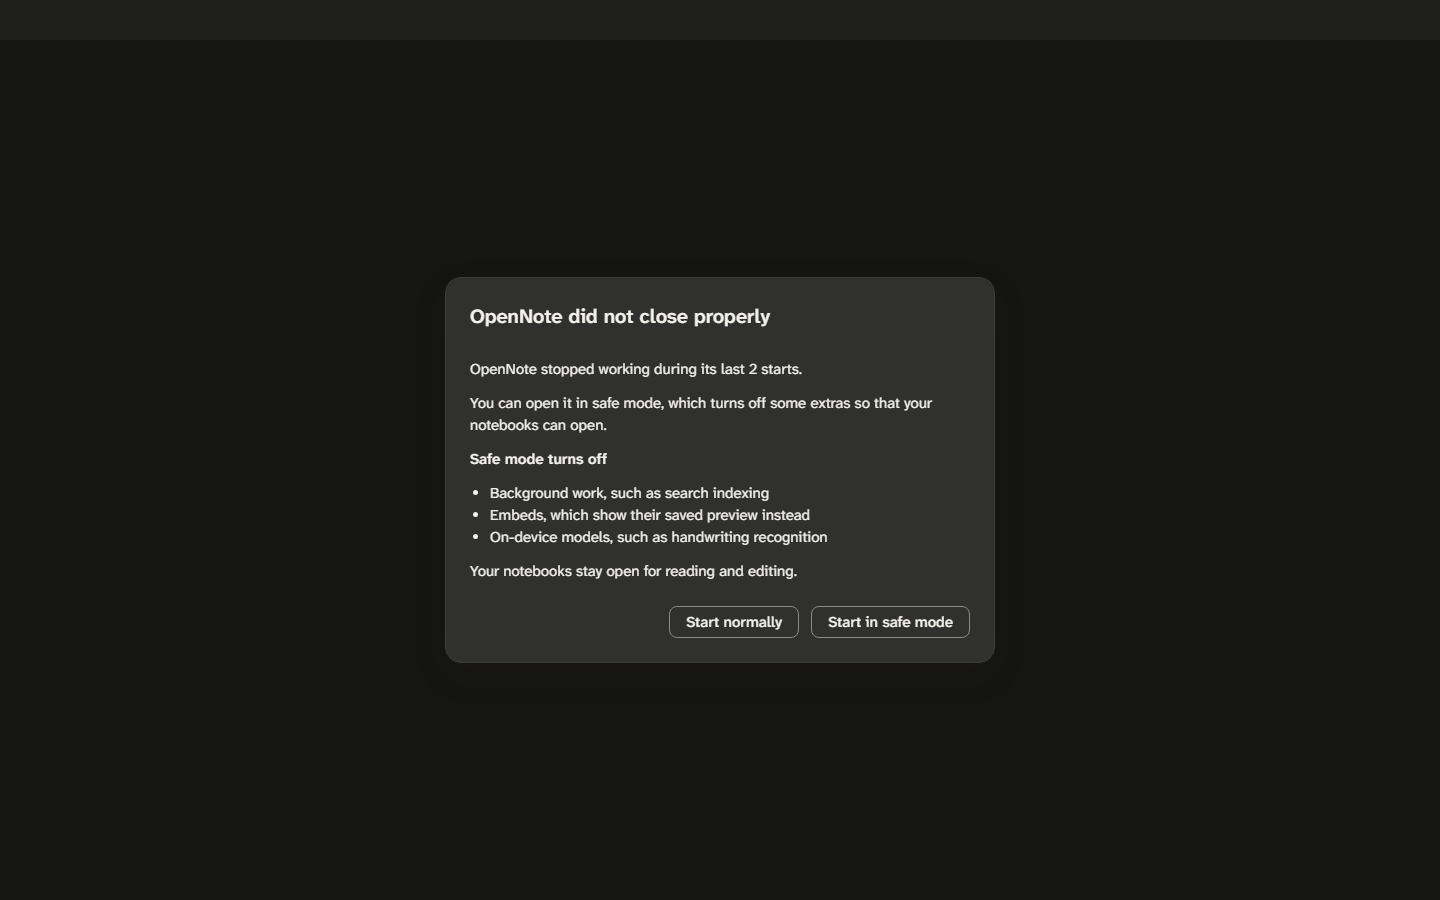 OpenNote did not close properly
OpenNote stopped working during its last 2 starts.
You can open it in safe mode, which turns off some extras so that your
notebooks can open.
Safe mode turns off
• Background work, such as search indexing
• Embeds, which show their saved preview instead
• On-device models, such as handwriting recognition
Your notebooks stay open for reading and editing.
Start normally
Start in safe mode